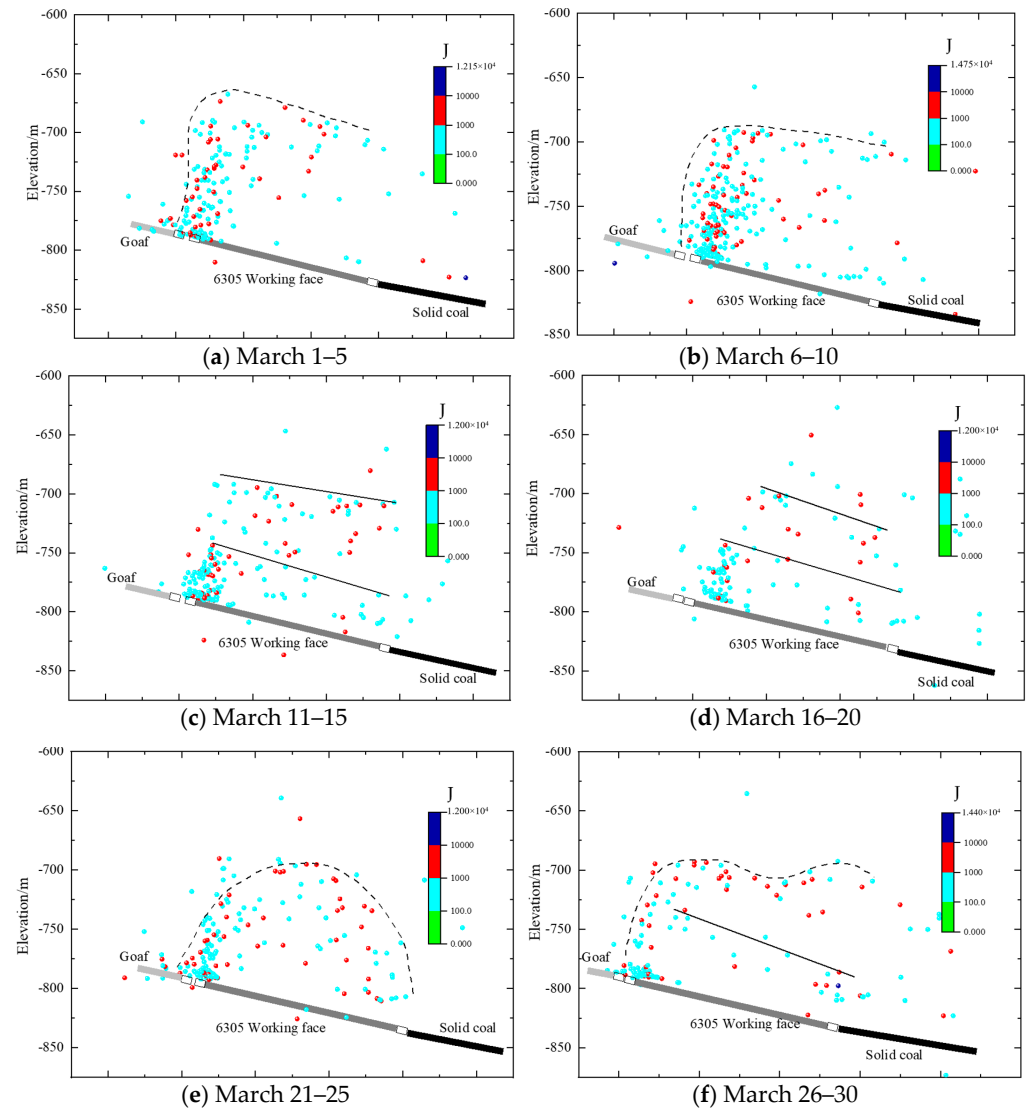 -600
-650
-700
-750
-800
-850
Elevation/m
J
1.215×10⁴
10000
1000
100.0
0.000
Goaf
6305 Working face
Solid coal
(a) March 1–5
-600
-650
-700
-750
-800
-850
Elevation/m
J
1.475×10⁴
10000
1000
100.0
0.000
Goaf
6305 Working face
Solid coal
(b) March 6–10
-600
-650
-700
-750
-800
-850
Elevation/m
J
1.200×10⁴
10000
1000
100.0
0.000
Goaf
6305 Working face
Solid coal
(c) March 11–15
-600
-650
-700
-750
-800
-850
Elevation/m
J
1.200×10⁴
10000
1000
100.0
0.000
Goaf
6305 Working face
Solid coal
(d) March 16–20
-600
-650
-700
-750
-800
-850
Elevation/m
J
1.200×10⁴
10000
1000
100.0
0.000
Goaf
6305 Working face
Solid coal
(e) March 21–25
-600
-650
-700
-750
-800
-850
Elevation/m
J
1.440×10⁴
10000
1000
100.0
0.000
Goaf
6305 Working face
Solid coal
(f) March 26–30